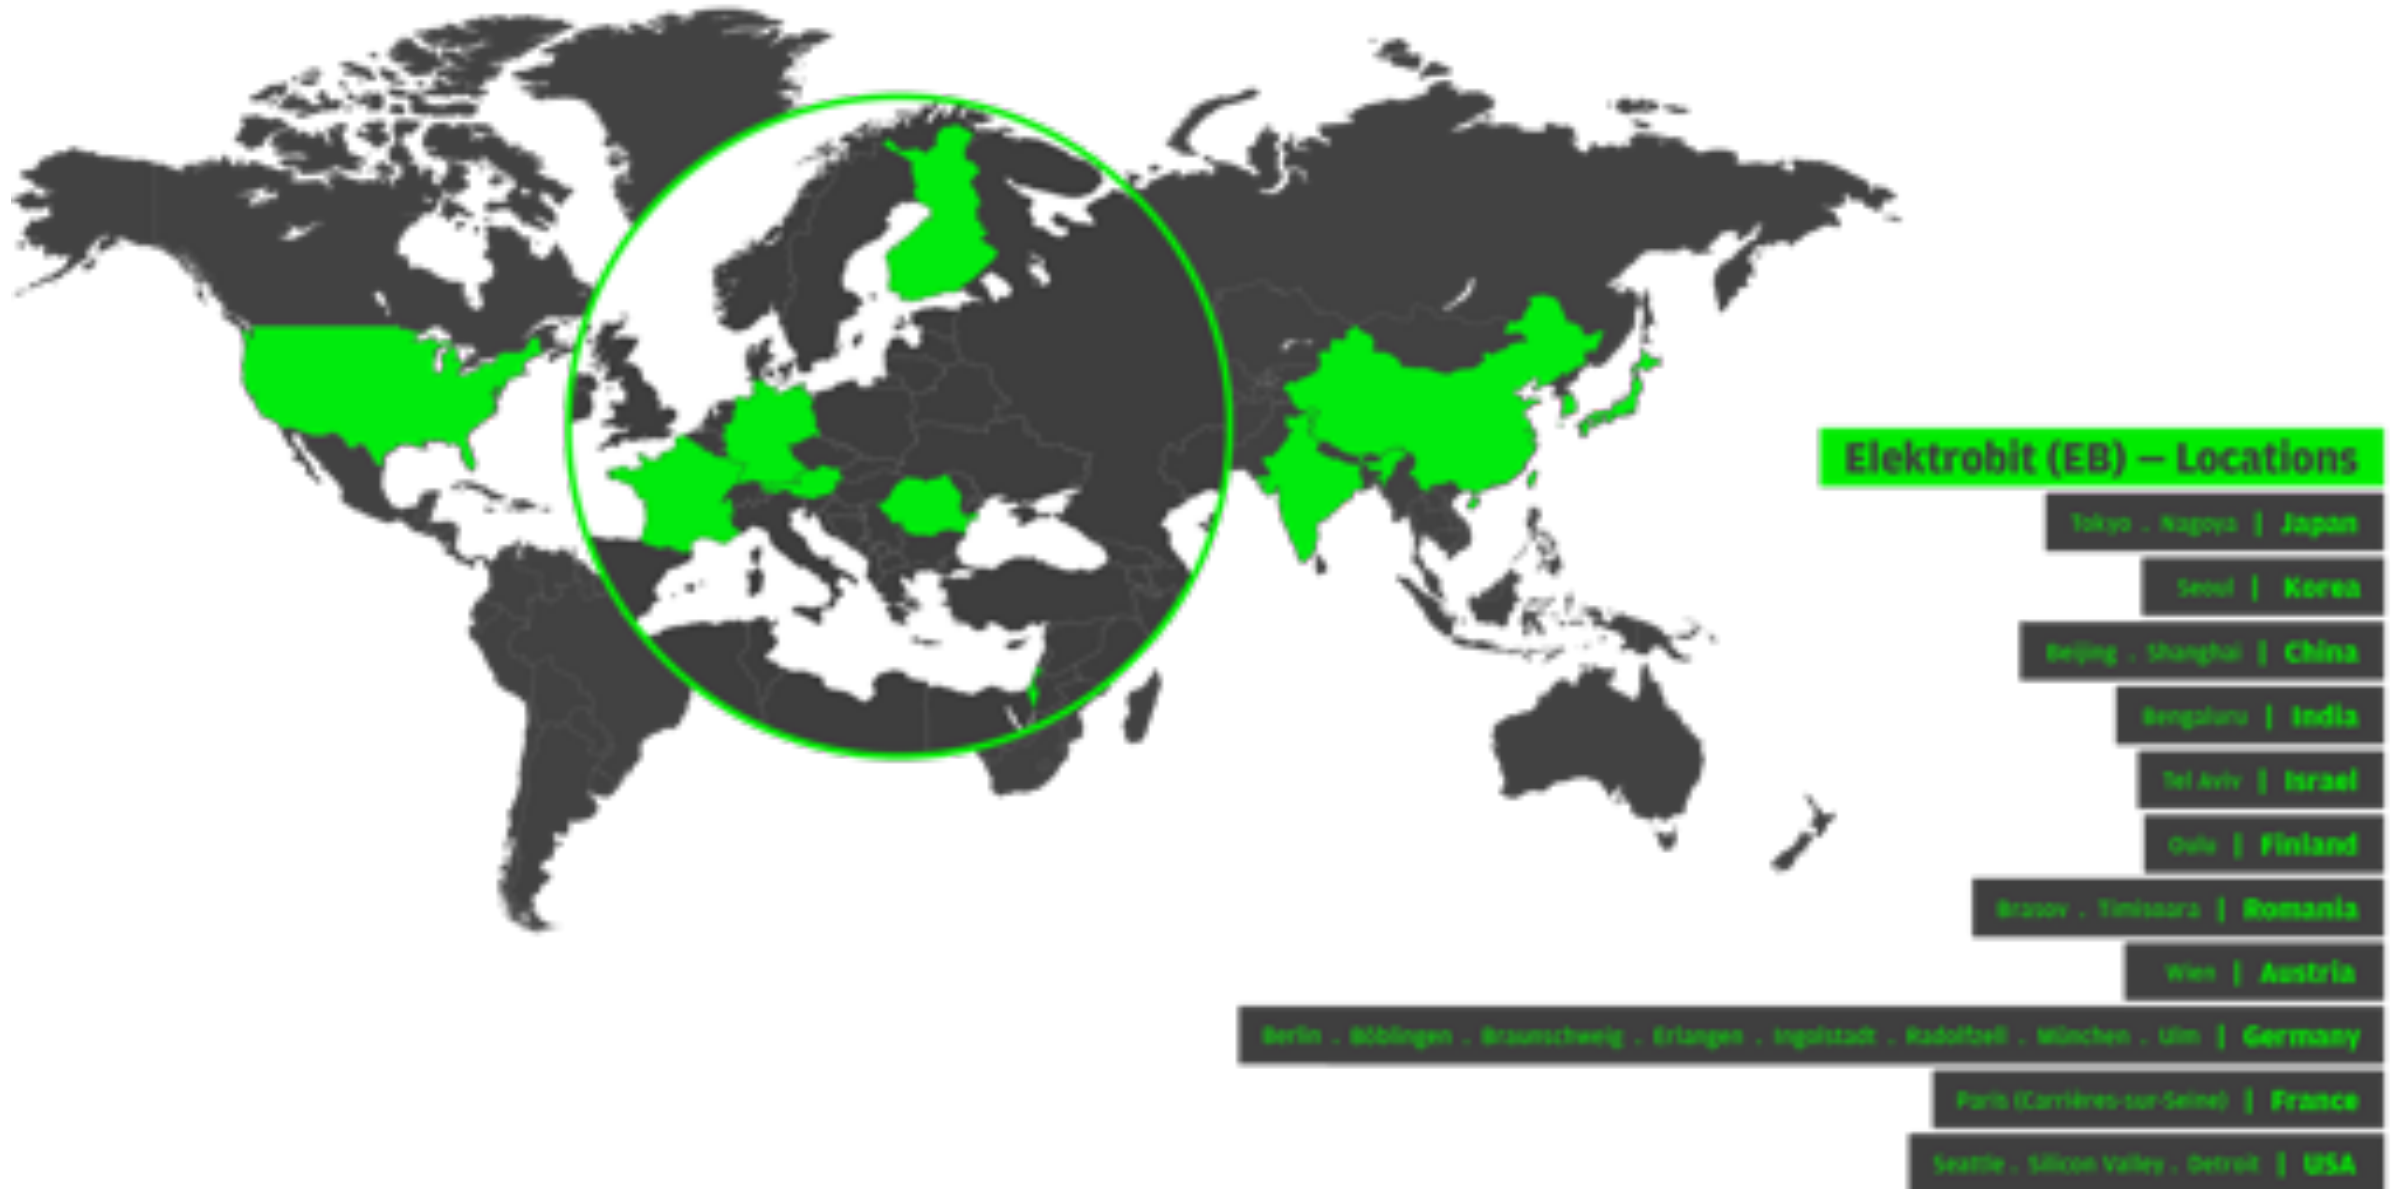 Elektrobit (EB) – Locations
Tokyo . Nagoya | Japan
Seoul | Korea
Beijing . Shanghai | China
Bengaluru | India
Tel Aviv | Israel
Oulu | Finland
Brasov . Timisoara | Romania
Wien | Austria
Berlin . Böblingen . Braunschweig . Erlangen . Ingolstadt . Radolfzell . München . Ulm | Germany
Paris (Carrières-sur-Seine) | France
Seattle . Silicon Valley . Detroit | USA